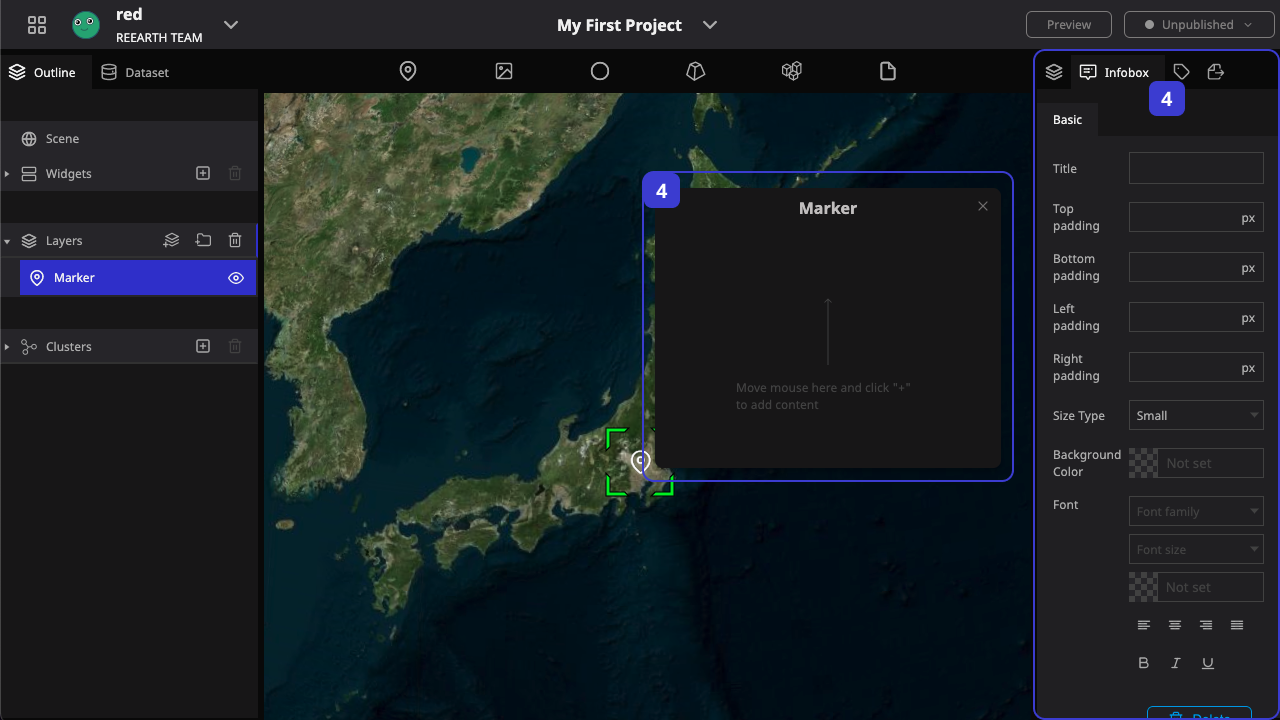 red
REEARTH TEAM
My First Project
Preview
Unpublished
Outline
Dataset
Infobox
4
Basic
Scene
Widgets
Layers
Marker
Clusters
4
Marker
Move mouse here and click "+"
to add content
Title
Top
padding
px
Bottom
padding
px
Left
padding
px
Right
padding
px
Size Type
Small
Background
Color
Not set
Font
Font family
Font size
Not set
B
I
U
Delete